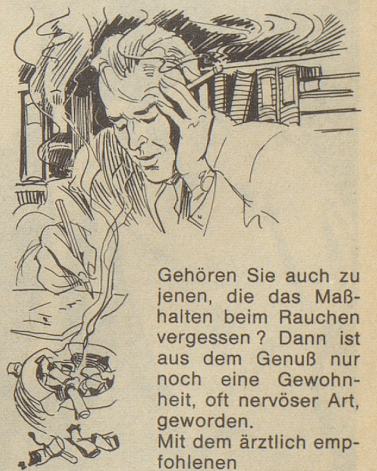 Gehören Sie auch zu
jenen, die das Maß-
halten beim Rauchen
vergessen? Dann ist
aus dem Genuß nur
noch eine Gewohn-
heit, oft nervöser Art,
geworden.
Mit dem ärztlich emp-
fohlenen